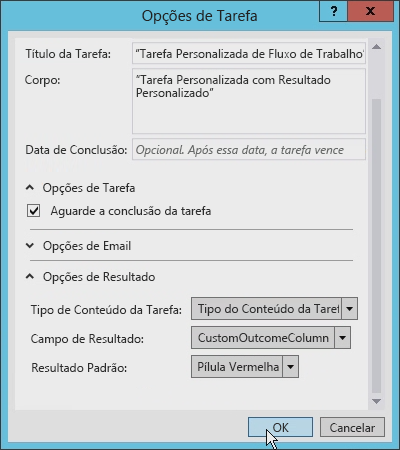 Opções de Tarefa
?
x
Título da Tarefa:
"Tarefa Personalizada de Fluxo de Trabalho"
Corpo:
"Tarefa Personalizada com Resultado
Personalizado"
Data de Conclusão:
Opcional. Após essa data, a tarefa vence
Opções de Tarefa
Aguarde a conclusão da tarefa
Opções de Email
Opções de Resultado
Tipo de Conteúdo da Tarefa:
Tipo do Conteúdo da Taref
Campo de Resultado:
CustomOutcomeColumn
Resultado Padrão:
Pílula Vermelha
OK
Cancelar